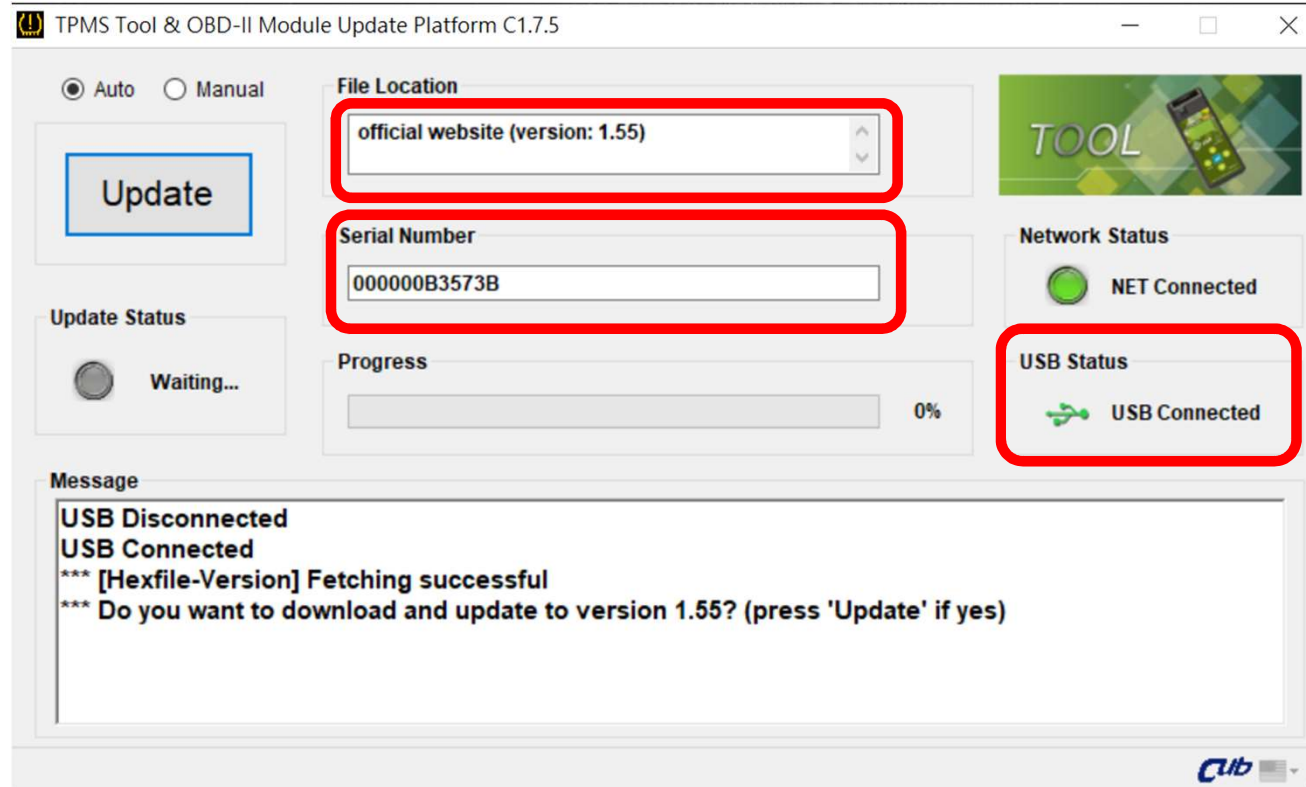 TPMS Tool & OBD-II Module Update Platform C1.7.5
Auto
Manual
Update
Update Status
Waiting...
File Location
official website (version: 1.55)
Serial Number
000000B3573B
Progress
0%
TOOL
Network Status
NET Connected
USB Status
USB Connected
Message
USB Disconnected
USB Connected
*** [Hexfile-Version] Fetching successful
*** Do you want to download and update to version 1.55? (press 'Update' if yes)
cub